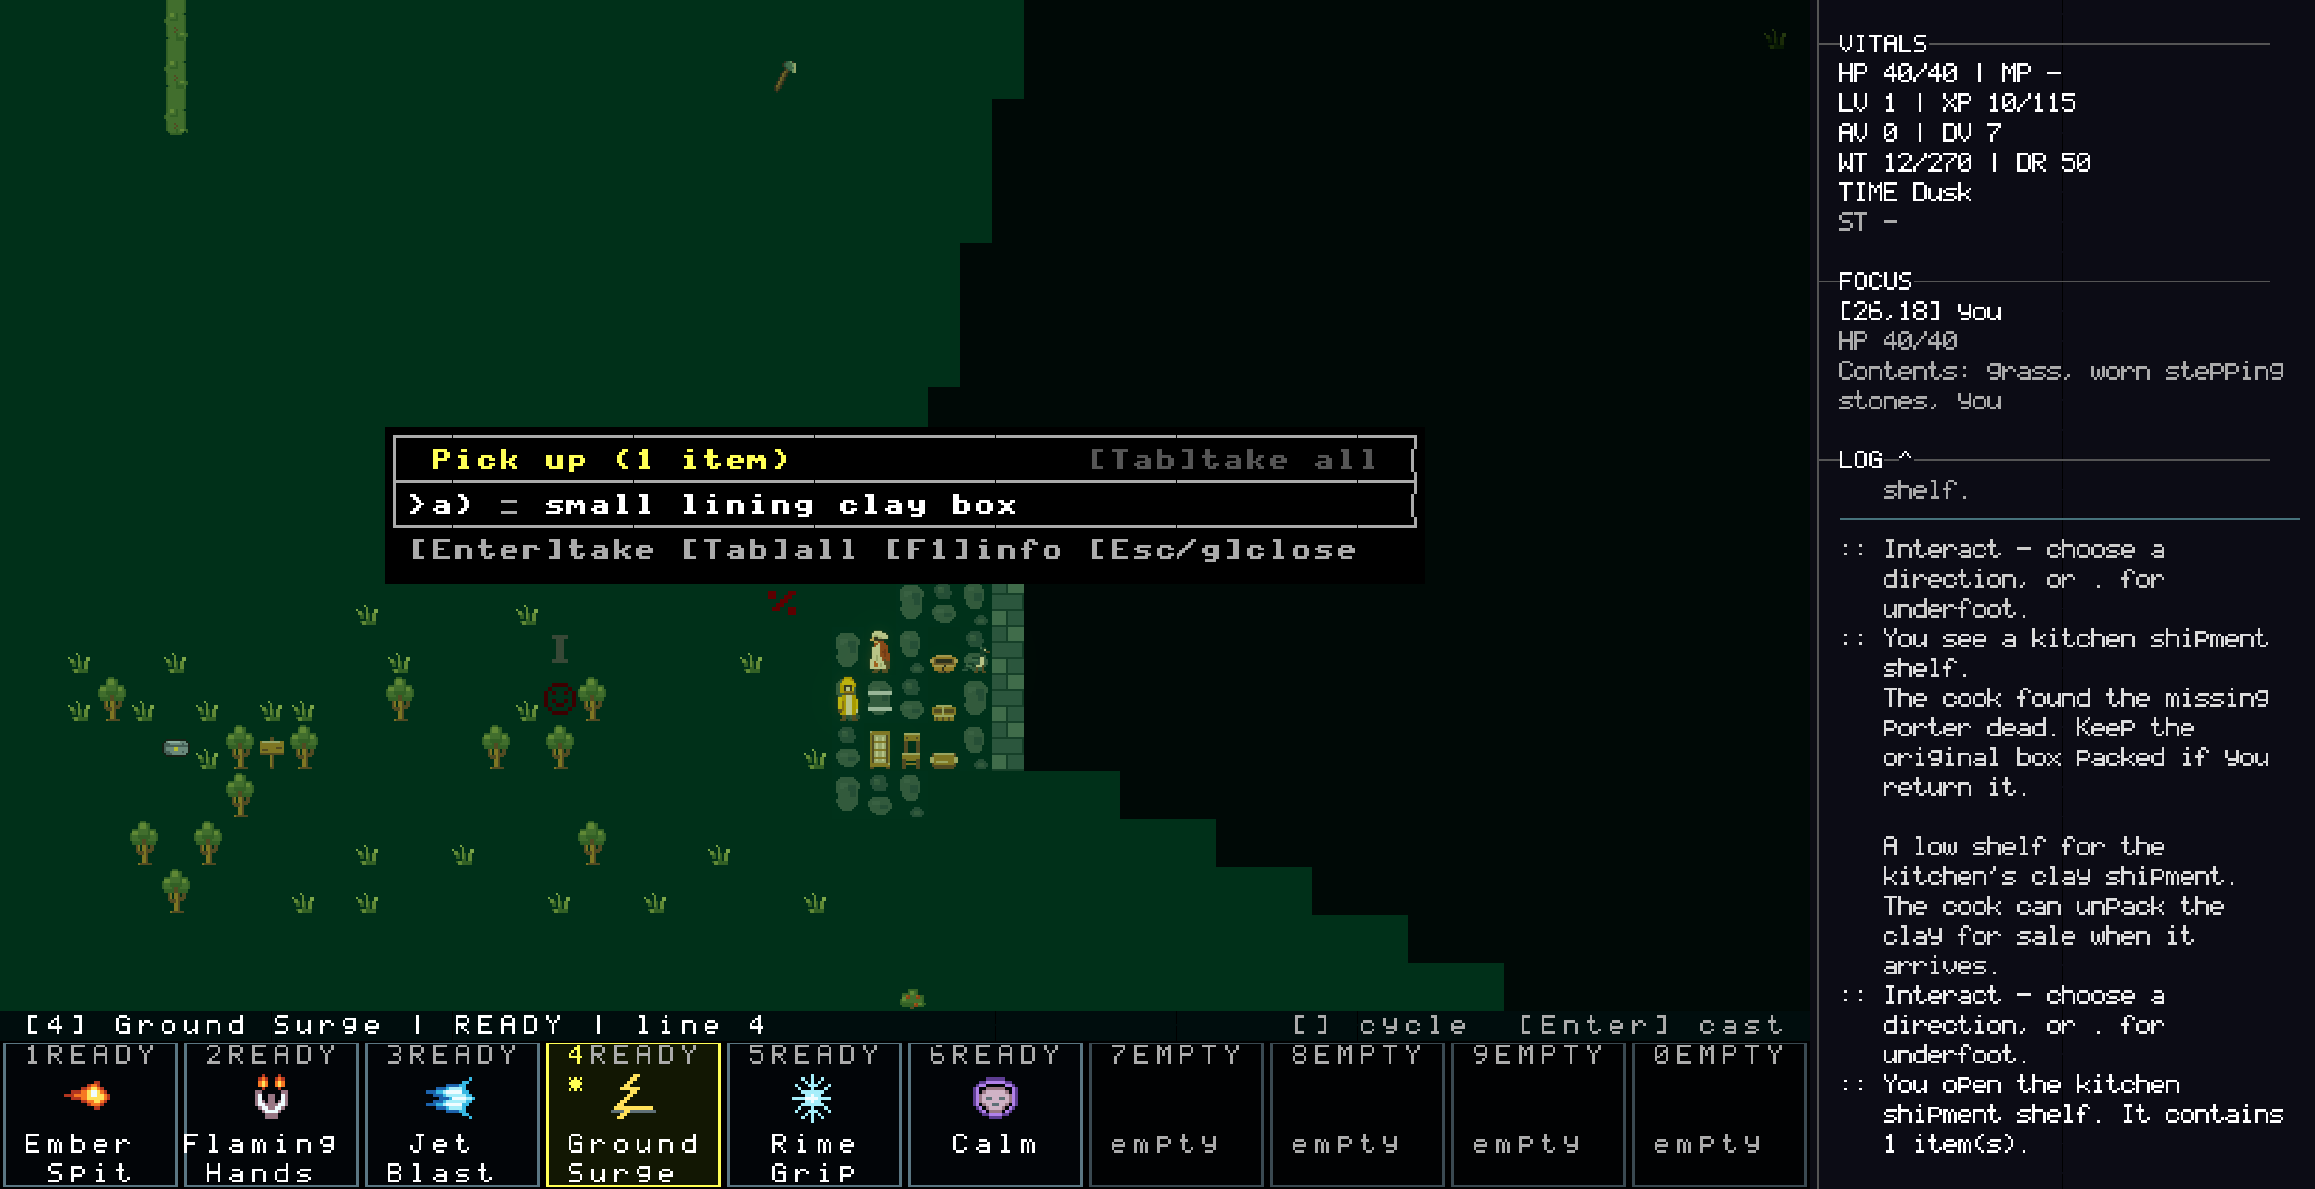 Pick up (1 item) [Tab]take all
>a) = small lining clay box
[Enter]take [Tab]all [F1]info [Esc/g]close
[4] Ground Surge | READY | line 4
[] cycle [Enter] cast
1READY
Ember
Spit
2READY
Flaming
Hands
3READY
Jet
Blast
4READY
*
Ground
Surge
5READY
Rime
Grip
6READY
Calm
7EMPTY
empty
8EMPTY
empty
9EMPTY
empty
0EMPTY
empty
VITALS
HP 40/40 | MP -
LV 1 | XP 10/115
AV 0 | DV 7
WT 12/270 | DR 50
TIME Dusk
ST -
FOCUS
[26,18] You
HP 40/40
Contents: grass, worn stepping
stones, You
LOG ^
shelf.
:: Interact - choose a
direction, or . for
underfoot.
:: You see a kitchen shipment
shelf.
The cook found the missing
porter dead. Keep the
original box packed if you
return it.
A low shelf for the
kitchen's clay shipment.
The cook can unpack the
clay for sale when it
arrives.
:: Interact - choose a
direction, or . for
underfoot.
:: You open the kitchen
shipment shelf. It contains
1 item(s).